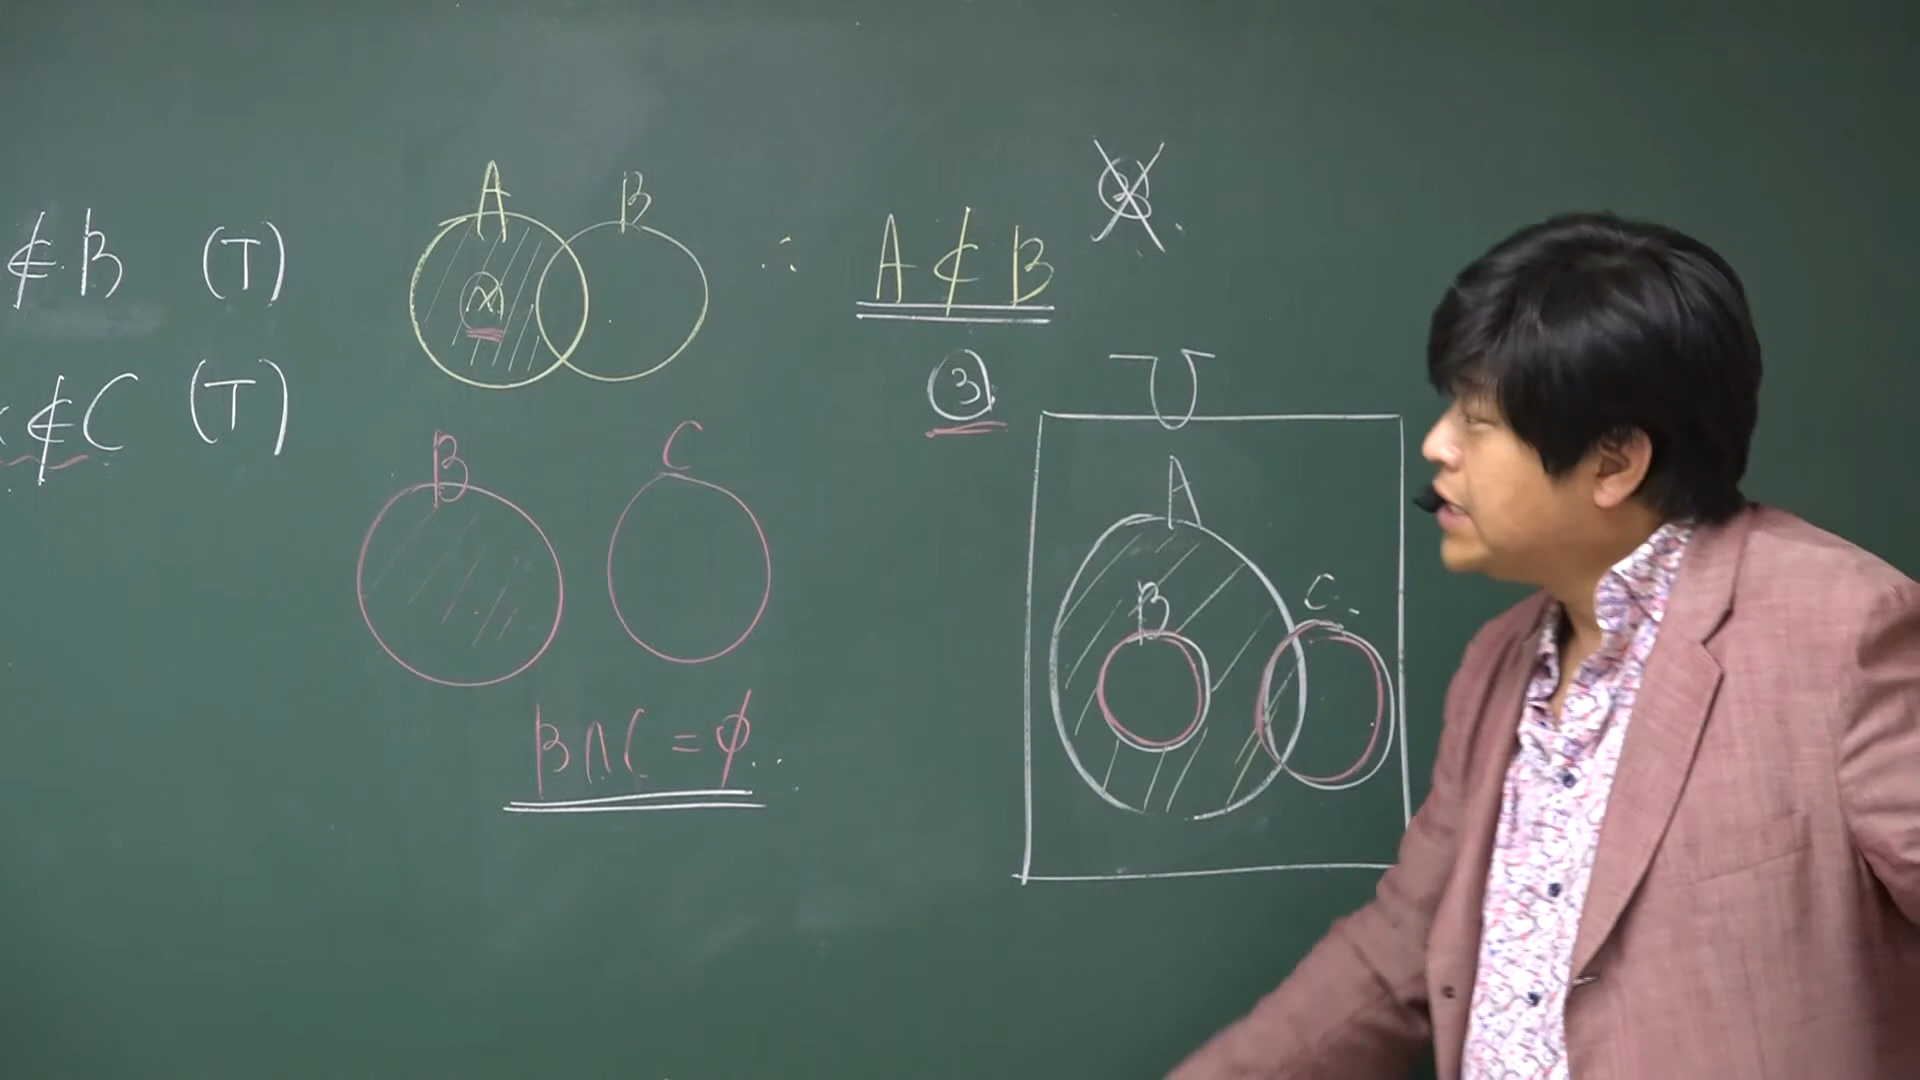 A B
∉ B (T)
∴ A ⊄ B
x
∉ C (T)
③
U
B C
A
B C
B∩C = ∅